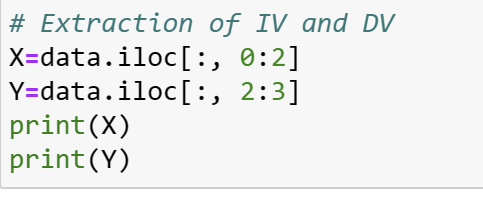 # Extraction of IV and DV
X=data.iloc[:, 0:2]
Y=data.iloc[:, 2:3]
print(X)
print(Y)